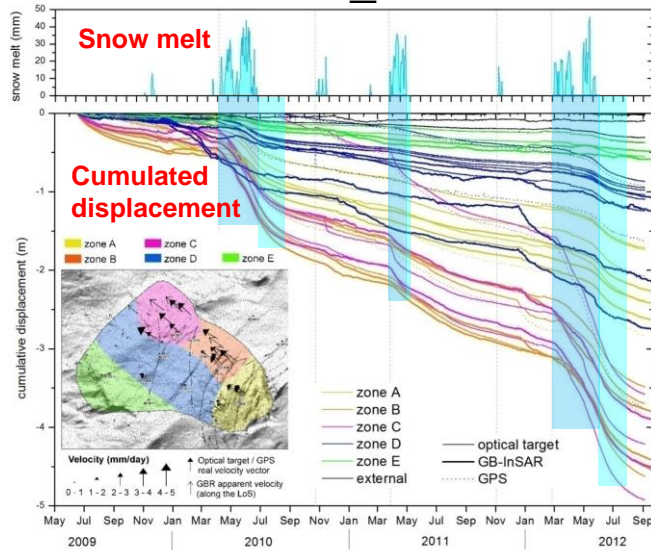 50
40
30
20
10
0
snow melt (mm)
Snow melt
0
-1
-2
-3
-4
-5
cumulative displacement (m)
Cumulated
displacement
zone A
zone C
zone E
zone B
zone D
Velocity (mm/day)
0 - 1
1 - 2
2 - 3
3 - 4
4 - 5
Optical target / GPS
real velocity vector
GBR apparent velocity
(along the LoS)
zone A
zone B
zone C
zone D
zone E
external
optical target
GB-InSAR
GPS
May Jul Sep Nov Jan Mar May Jul Sep Nov Jan Mar May Jul Sep Nov Jan Mar May Jul Sep
2009 2010 2011 2012